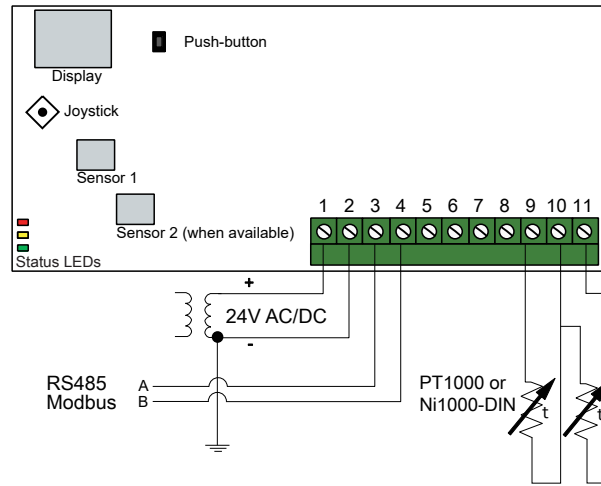 Push-button
Display
Joystick
Sensor 1
Sensor 2 (when available)
Status LEDs
1 2 3 4 5 6 7 8 9 10 11
+
24V AC/DC
-
RS485
Modbus
A
B
PT1000 or
Ni1000-DIN
t
t